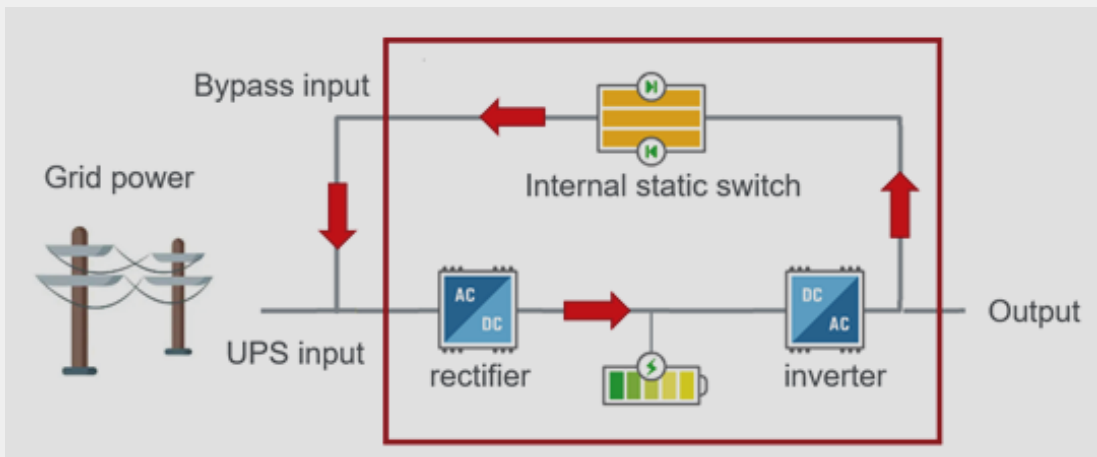 Bypass input
Internal static switch
Grid power
AC
DC
DC
AC
Output
UPS input
rectifier
inverter